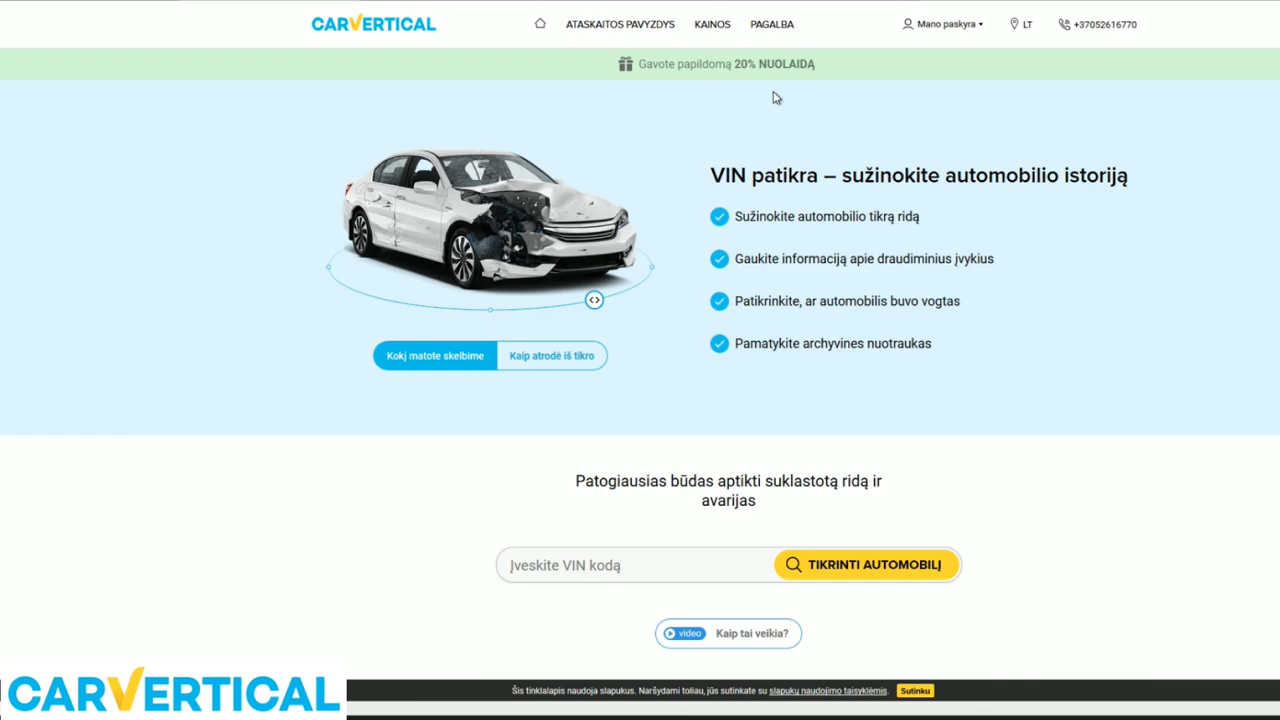 CARVERTICAL
ATASKAITOS PAVYZDYS
KAINOS
PAGALBA
Mano paskyra
LT
+37052616770
Gavote papildomą 20% NUOLAIDĄ
VIN patikra – sužinokite automobilio istoriją
Sužinokite automobilio tikrą ridą
Gaukite informaciją apie draudiminius įvykius
Patikrinkite, ar automobilis buvo vogtas
Pamatykite archyvines nuotraukas
Kokį matote skelbime
Kaip atrodė iš tikro
Patogiausias būdas aptikti suklastotą ridą ir
avarijas
Įveskite VIN kodą
TIKRINTI AUTOMOBILĮ
video
Kaip tai veikia?
Šis tinklalapis naudoja slapukus. Naršydami toliau, jūs sutinkate su slapukų naudojimo taisyklėmis.
Sutinku
CARVERTICAL